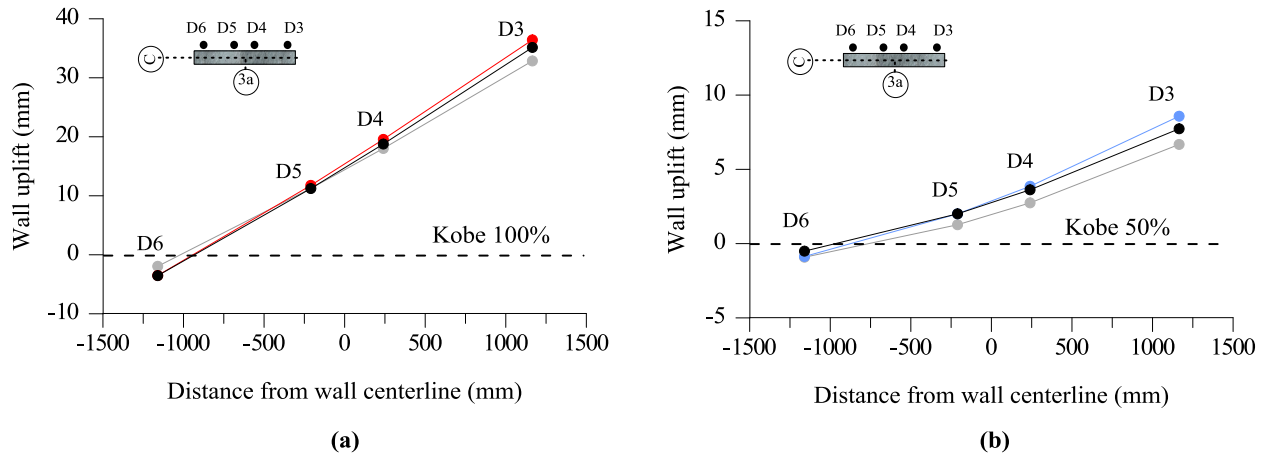 40
30
20
10
0
-10
Wall uplift (mm)
D6 D5 D4 D3
C
3a
D3
D4
D5
D6
Kobe 100%
-1500 -1000 -500 0 500 1000 1500
Distance from wall centerline (mm)
(a)
15
10
5
0
-5
Wall uplift (mm)
D6 D5 D4 D3
C
3a
D3
D4
D5
D6
Kobe 50%
-1500 -1000 -500 0 500 1000 1500
Distance from wall centerline (mm)
(b)